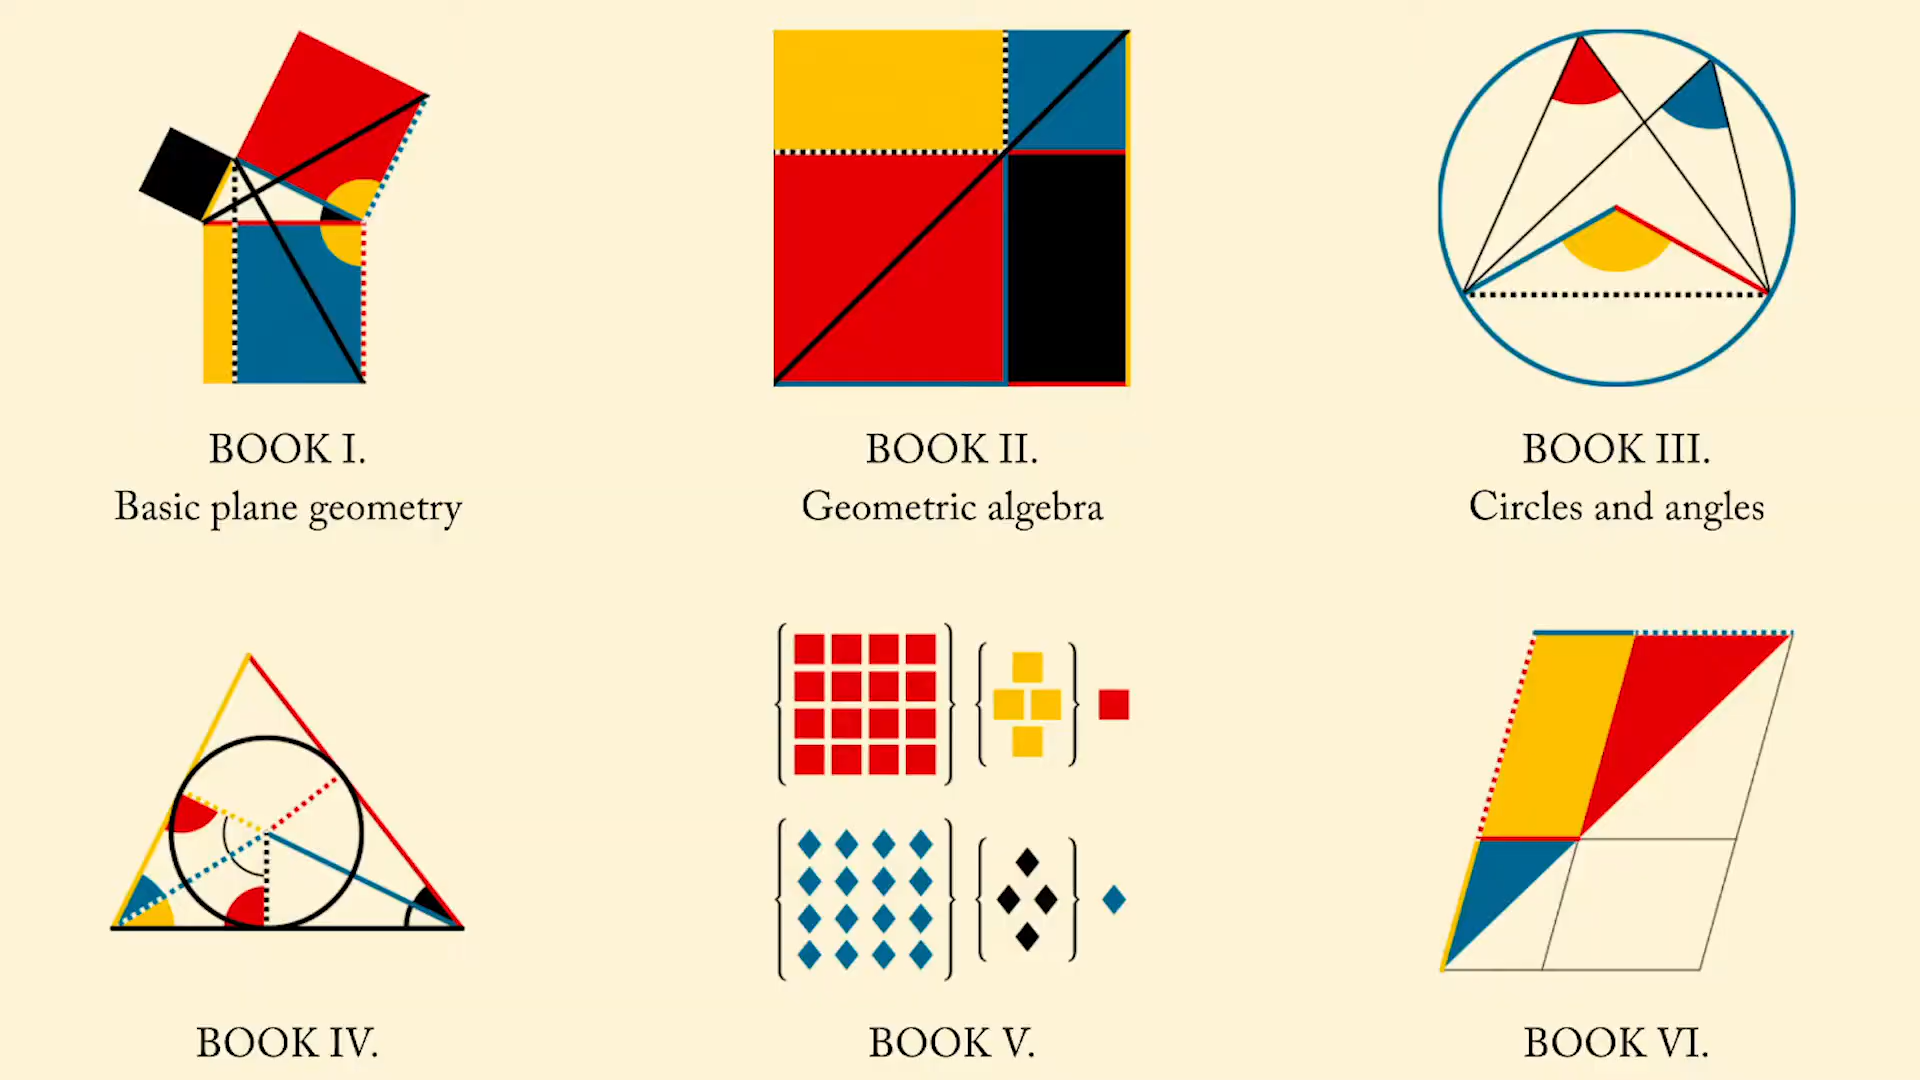 BOOK I.
Basic plane geometry
BOOK II.
Geometric algebra
BOOK III.
Circles and angles
BOOK IV.
BOOK V.
BOOK VI.